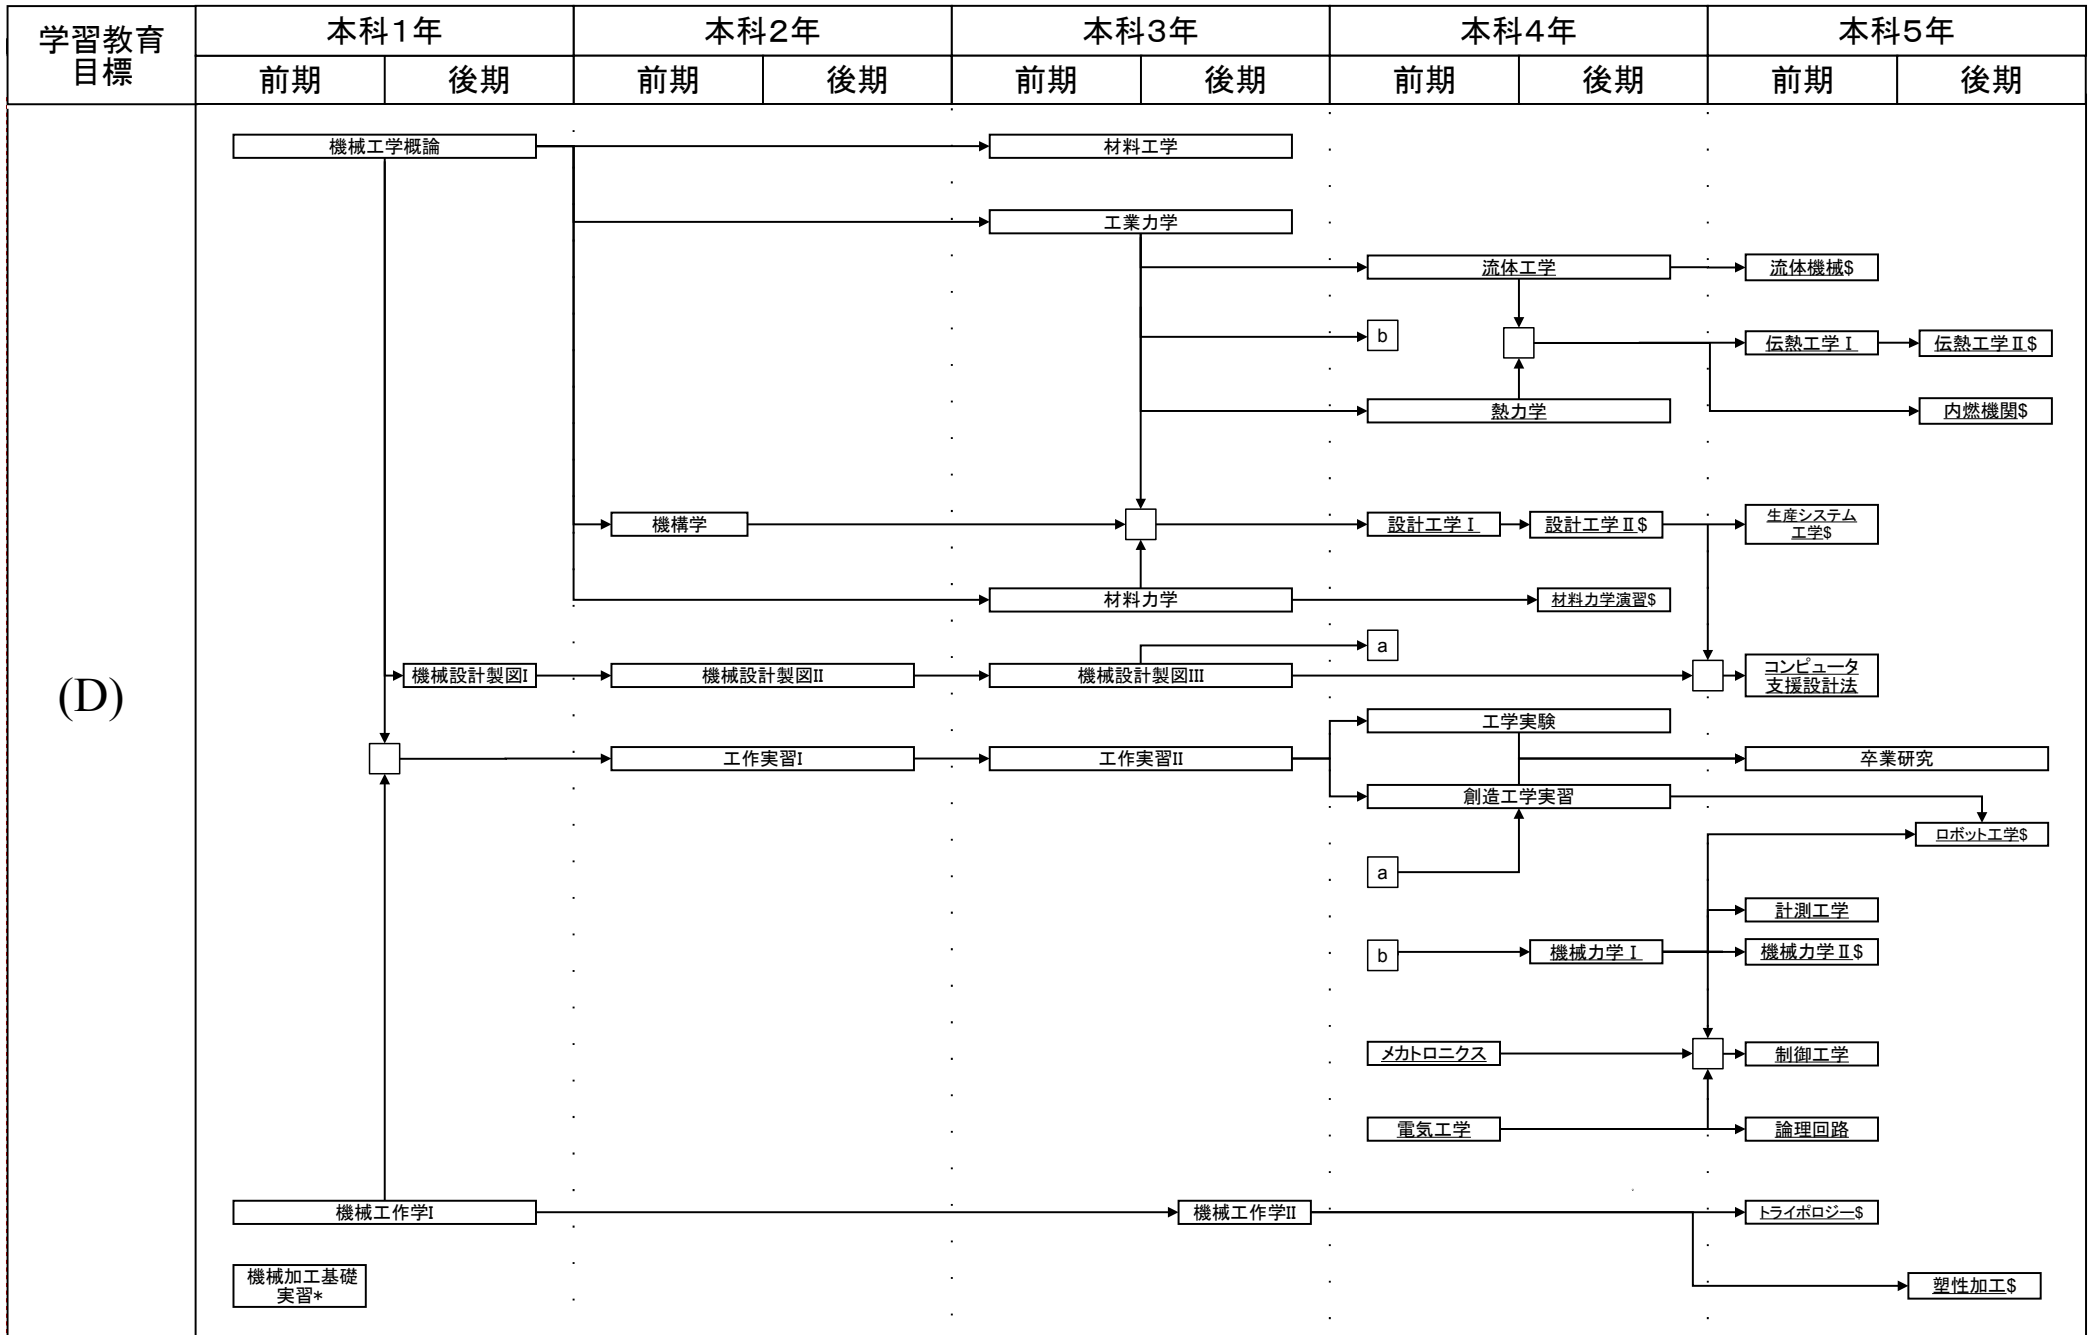 学習教育
目標
本科1年
本科2年
本科3年
本科4年
本科5年
前期
後期
前期
後期
前期
後期
前期
後期
前期
後期
(D)
機械工学概論
材料工学
工業力学
流体工学
流体機械$
b
伝熱工学Ⅰ
伝熱工学Ⅱ$
熱力学
内燃機関$
機構学
設計工学Ⅰ
設計工学Ⅱ$
生産システム
工学$
材料力学
材料力学演習$
a
機械設計製図I
機械設計製図II
機械設計製図III
コンピュータ
支援設計法
工学実験
工作実習I
工作実習II
卒業研究
創造工学実習
ロボット工学$
a
計測工学
b
機械力学Ⅰ
機械力学Ⅱ$
メカトロニクス
制御工学
電気工学
論理回路
機械工作学I
機械工作学II
トライボロジー$
機械加工基礎
実習*
塑性加工$